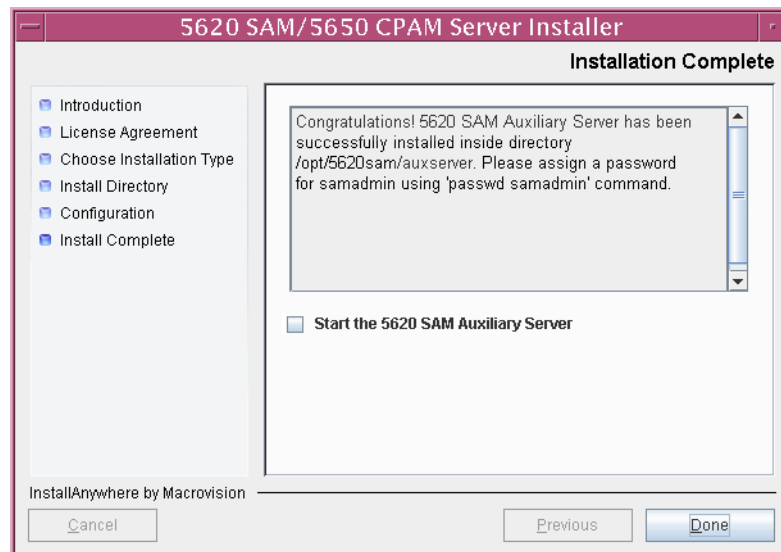 5620 SAM/5650 CPAM Server Installer
Installation Complete
Introduction
License Agreement
Choose Installation Type
Install Directory
Configuration
Install Complete
Congratulations! 5620 SAM Auxiliary Server has been
successfully installed inside directory
/opt/5620sam/auxserver. Please assign a password
for samadmin using 'passwd samadmin' command.
Start the 5620 SAM Auxiliary Server
InstallAnywhere by Macrovision
Cancel
Previous
Done